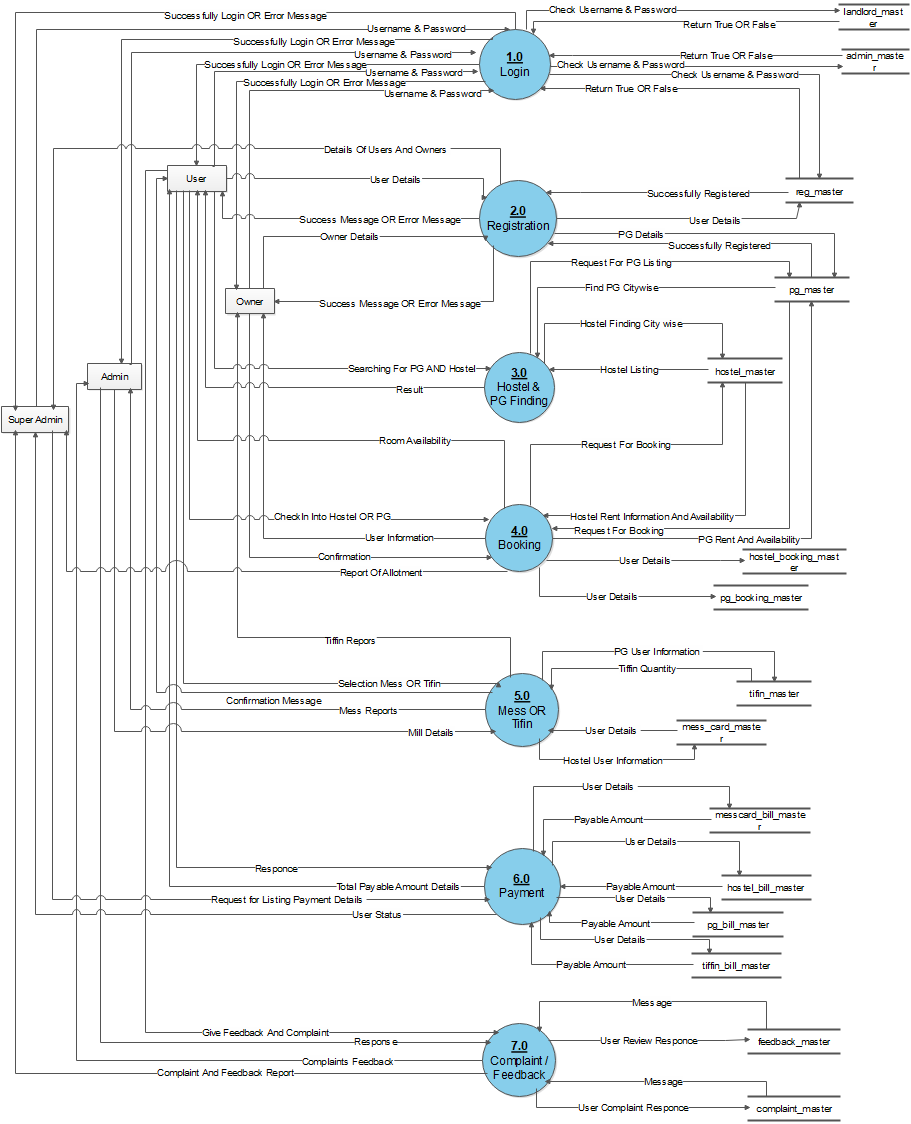 Successfully Login OR Error Message
Check Username & Password
landlord_mast
er
Username & Password
Return True OR False
Successfully Login OR Error Message
Username & Password
1.0
Login
Return True OR False
admin_maste
r
Successfully Login OR Error Message
Username & Password
Check Username & Password
Check Username & Password
Successfully Login OR Error Message
Username & Password
Return True OR False
Details Of Users And Owners
User
User Details
Successfully Registered
reg_master
2.0
Registration
Success Message OR Error Message
User Details
Owner Details
PG Details
Successfully Registered
Request For PG Listing
Find PG Citywise
pg_master
Owner
Success Message OR Error Message
Hostel Finding City wise
Searching For PG AND Hostel
Hostel Listing
hostel_master
3.0
Hostel &
PG Finding
Admin
Result
Super Admin
Room Availability
Request For Booking
Check In Into Hostel OR PG
Hostel Rent Information And Availability
4.0
Booking
Request For Booking
User Information
PG Rent And Availability
Confirmation
User Details
hostel_booking_mast
er
Report Of Allotment
User Details
pg_booking_master
Tiffin Repors
PG User Information
Tiffin Quantity
Selection Mess OR Tifin
tifin_master
5.0
Mess OR
Tifin
Confirmation Message
Mess Reports
Mill Details
User Details
mess_card_maste
r
Hostel User Information
User Details
Payable Amount
messcard_bill_maste
r
User Details
Responce
6.0
Payment
Total Payable Amount Details
Payable Amount
hostel_bill_master
Request for Listing Payment Details
User Details
User Status
Payable Amount
pg_bill_master
User Details
Payable Amount
tiffin_bill_master
Message
Give Feedback And Complaint
Response
User Review Responce
feedback_master
7.0
Complaint /
Feedback
Complaints Feedback
Complaint And Feedback Report
Message
User Complaint Responce
complaint_master